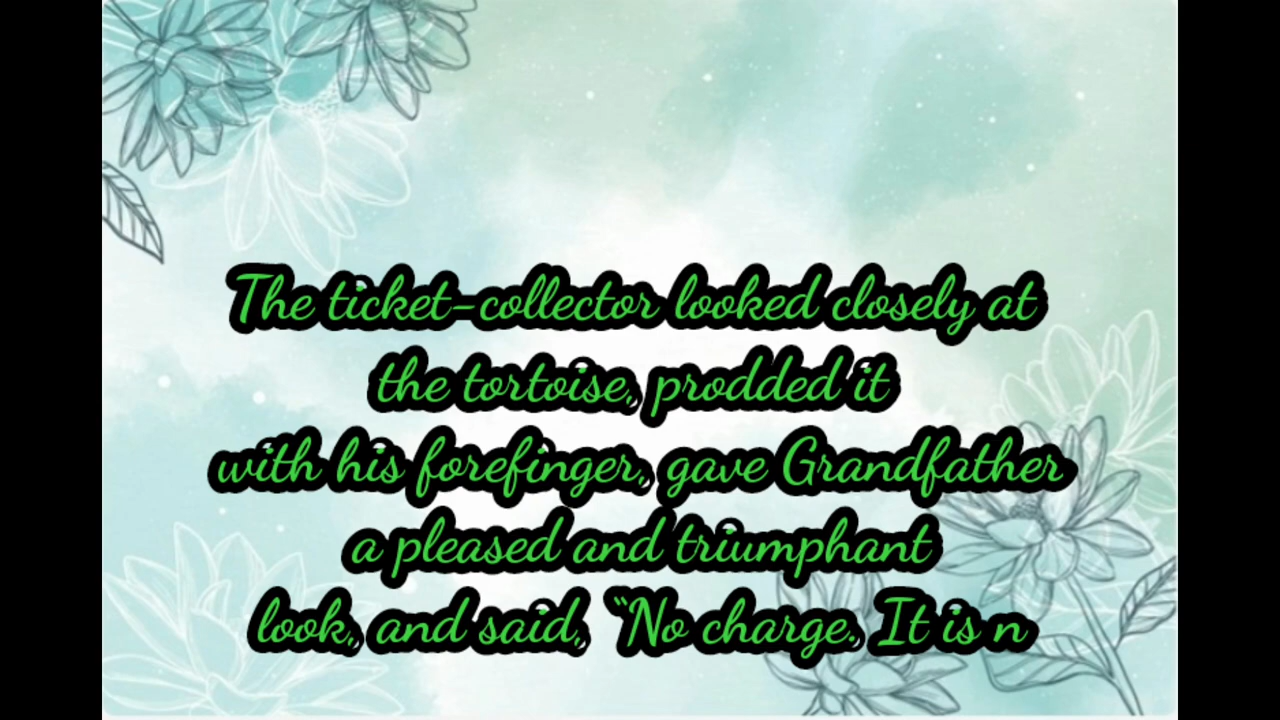 The ticket-collector looked closely at
the tortoise, prodded it
with his forefinger, gave Grandfather
a pleased and triumphant
look, and said, “No charge. It is n